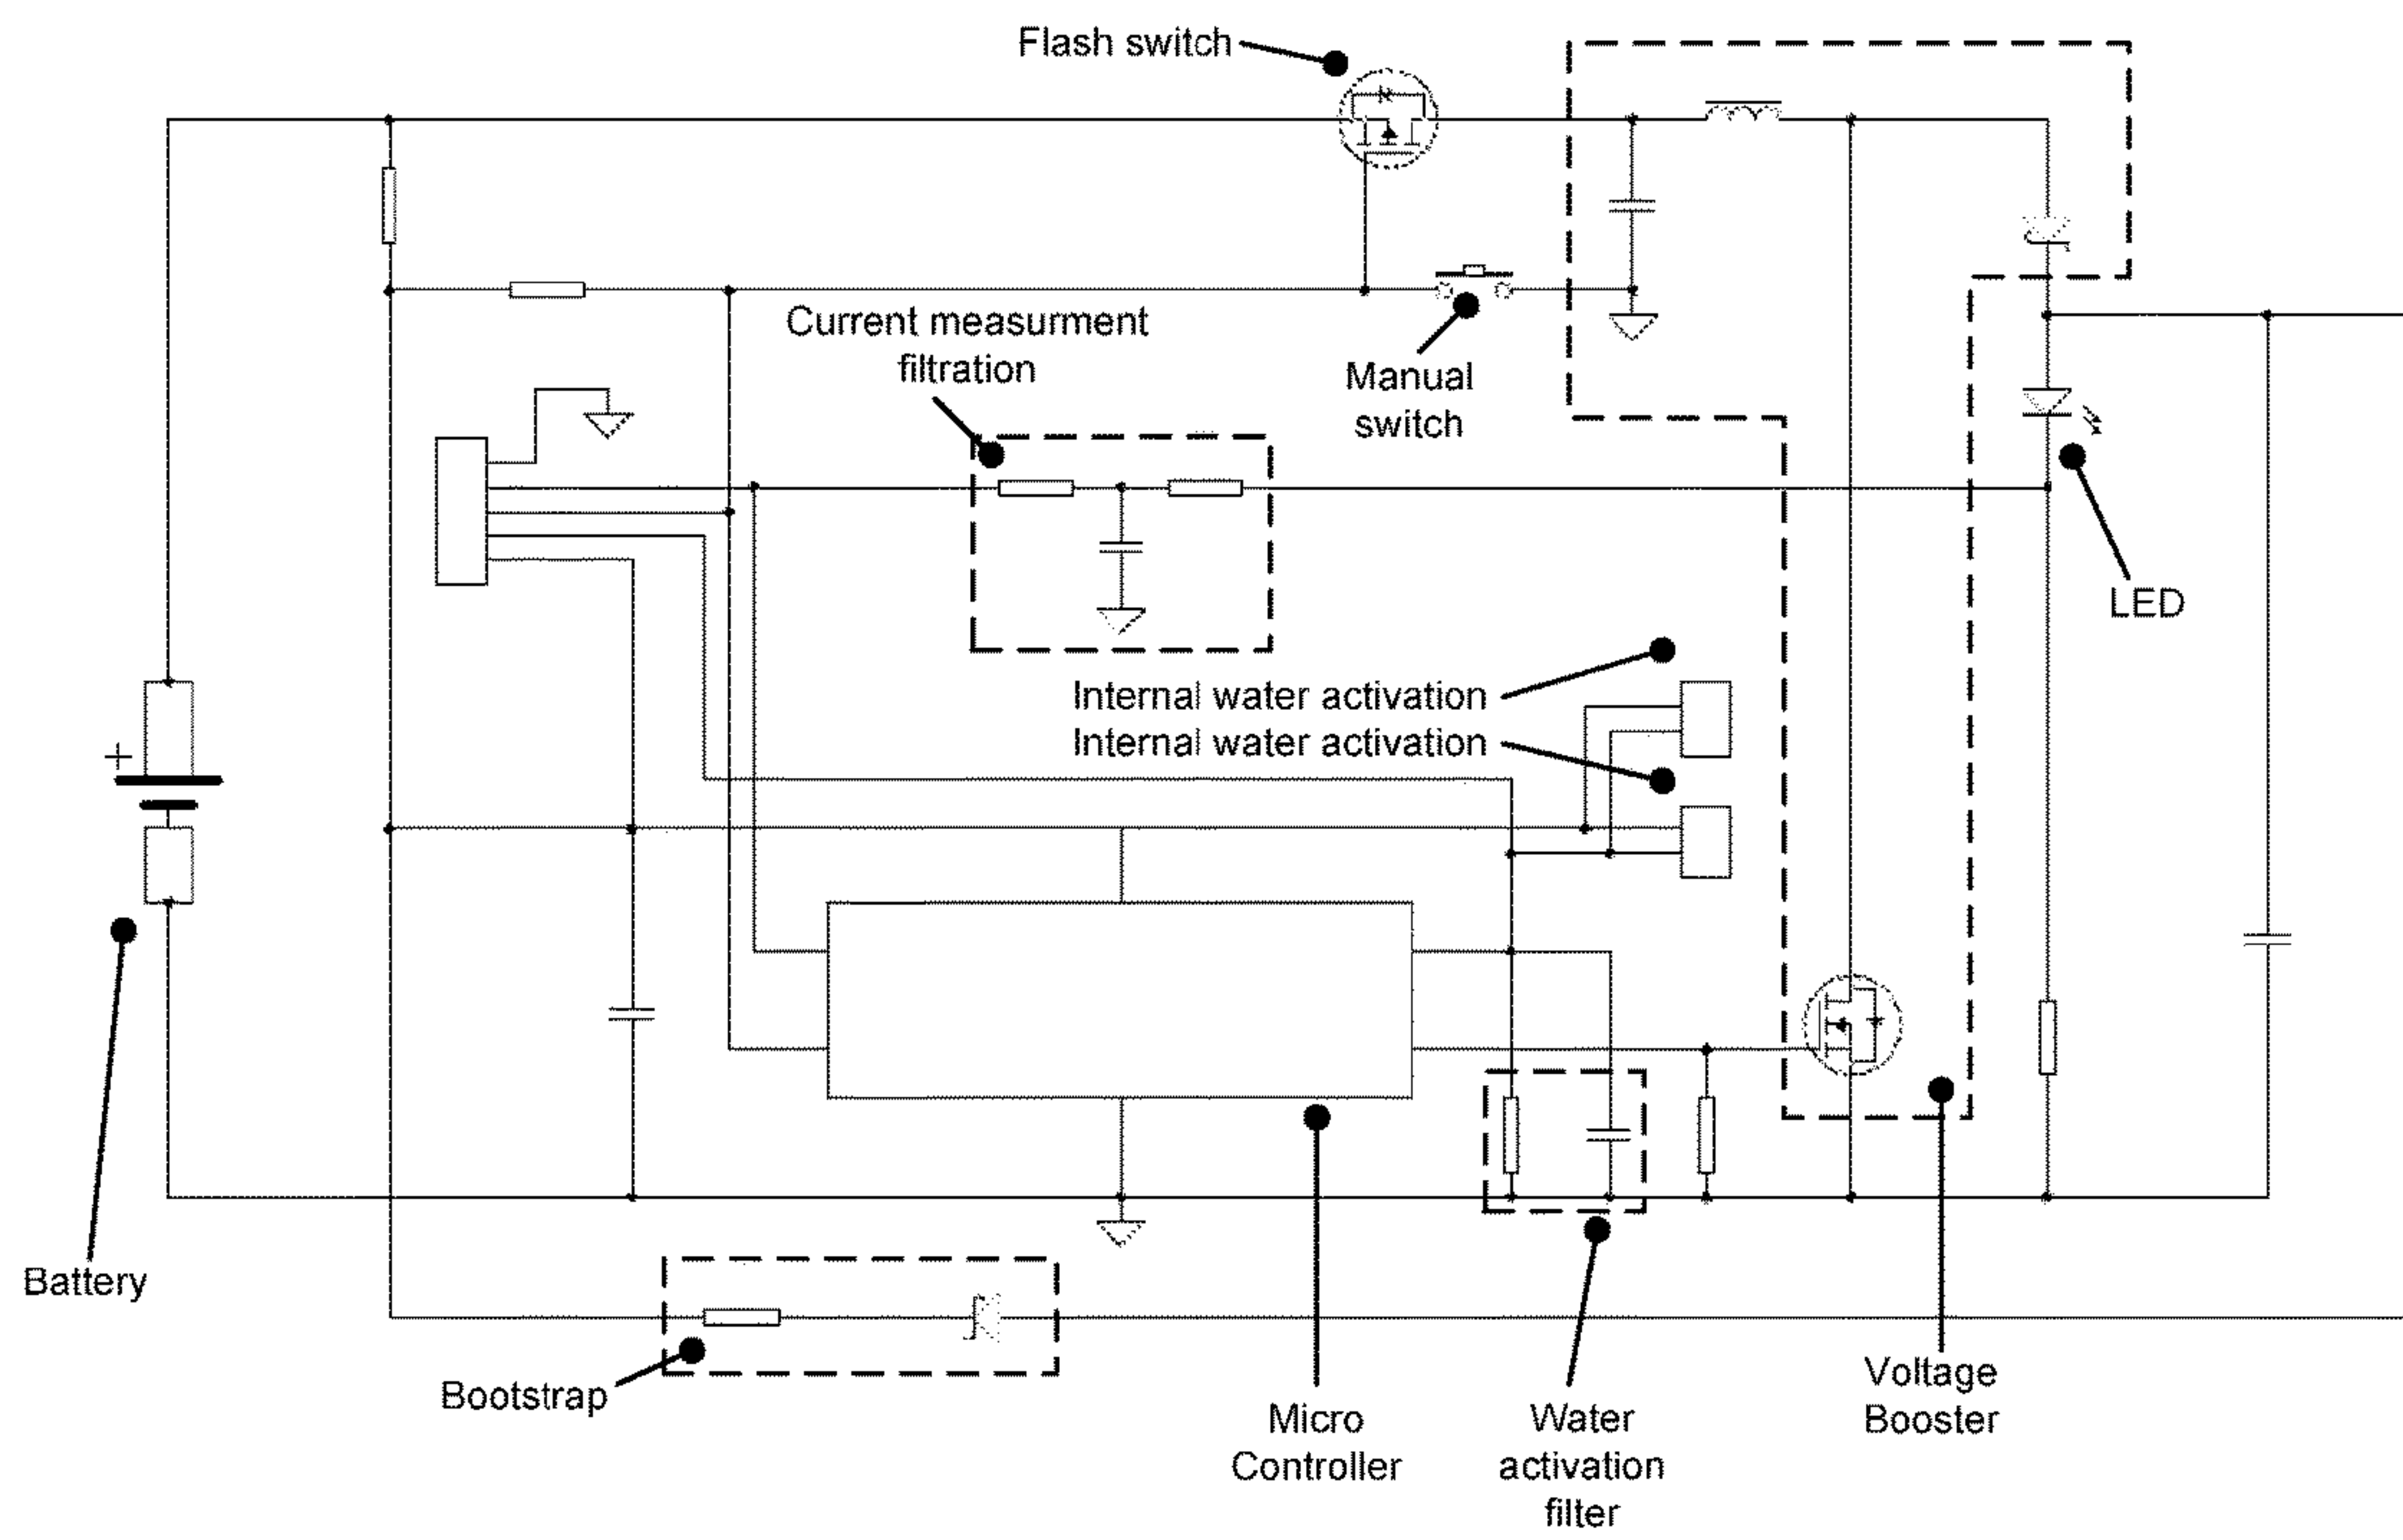 Flash switch
Current measurment
filtration
Manual
switch
LED
Internal water activation
Internal water activation
+
Battery
Bootstrap
Micro
Controller
Water
activation
filter
Voltage
Booster